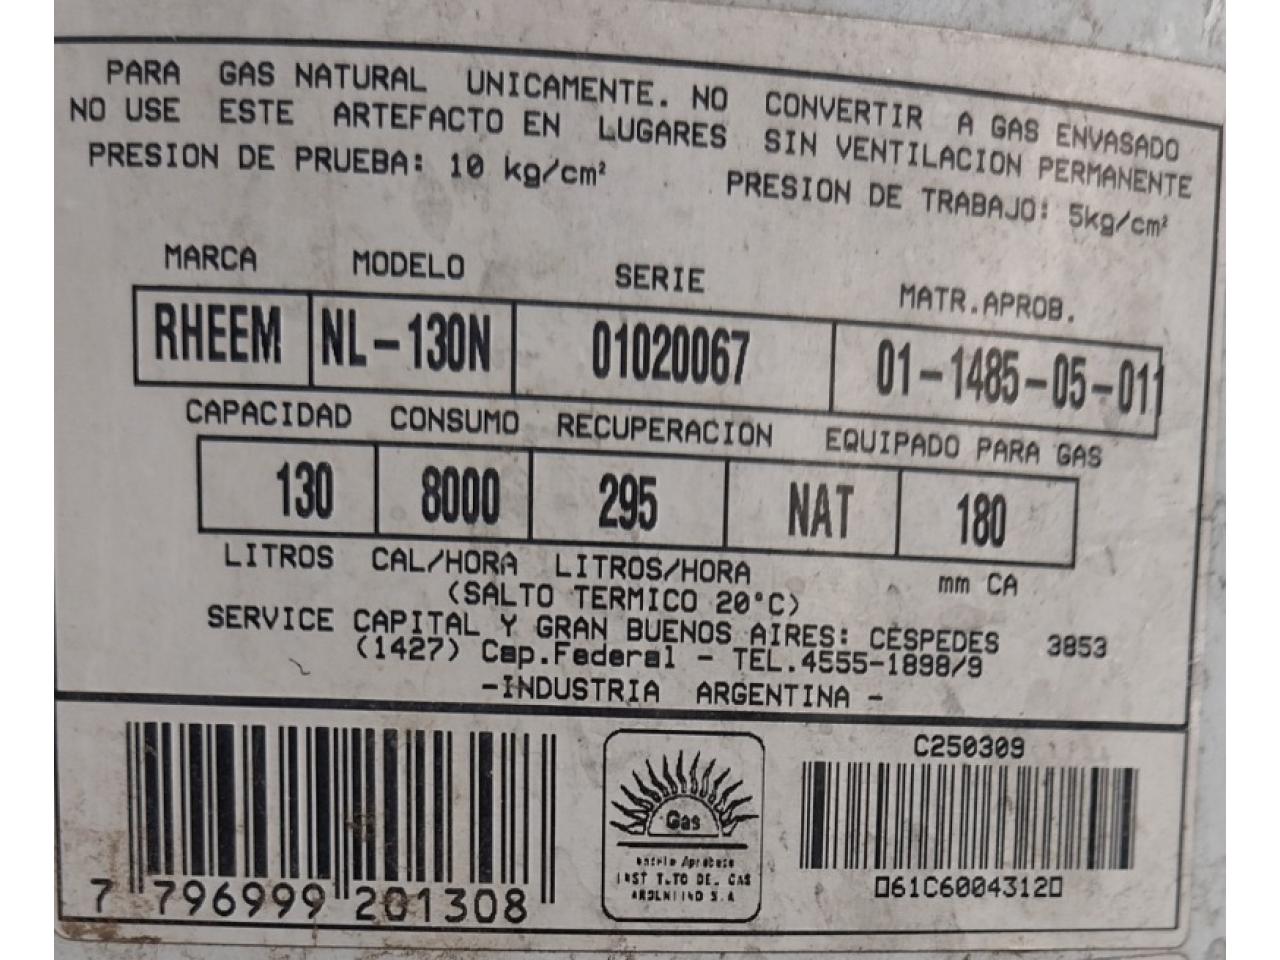 PARA GAS NATURAL UNICAMENTE. NO CONVERTIR A GAS ENVASADO
NO USE ESTE ARTEFACTO EN LUGARES SIN VENTILACION PERMANENTE
PRESION DE PRUEBA: 10 kg/cm² PRESION DE TRABAJO: 5kg/cm²
MARCA MODELO SERIE MATR.APROB.
RHEEM NL-130N 01020067 01-1485-05-011
CAPACIDAD CONSUMO RECUPERACION EQUIPADO PARA GAS
130 8000 295 NAT 180
LITROS CAL/HORA LITROS/HORA mm CA
(SALTO TERMICO 20°C)
SERVICE CAPITAL Y GRAN BUENOS AIRES: CESPEDES 3853
(1427) Cap.Federal - TEL.4555-1898/9
-INDUSTRIA ARGENTINA -
C250309
Gas
GAS
S.A
061C6004312
7 796999 201308